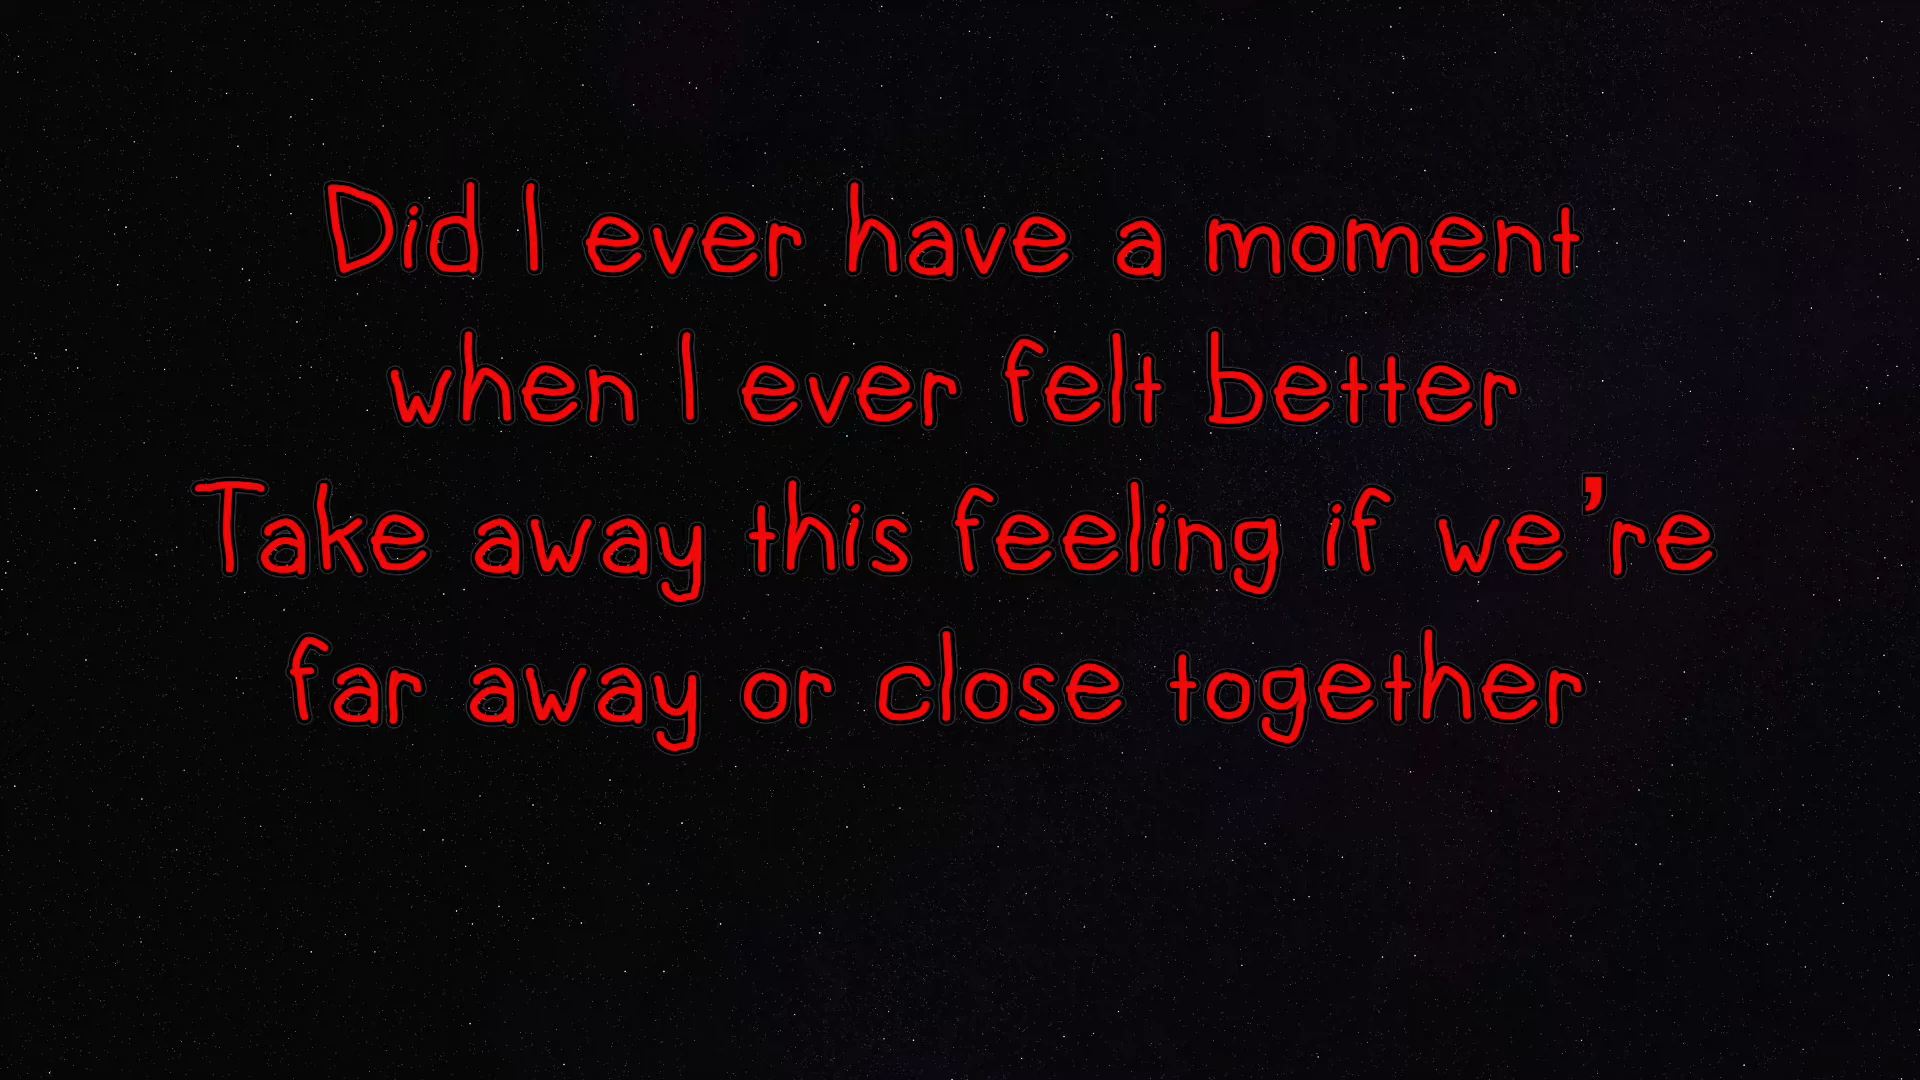 Did I ever have a moment
when I ever felt better
Take away this feeling if we’re
far away or close together